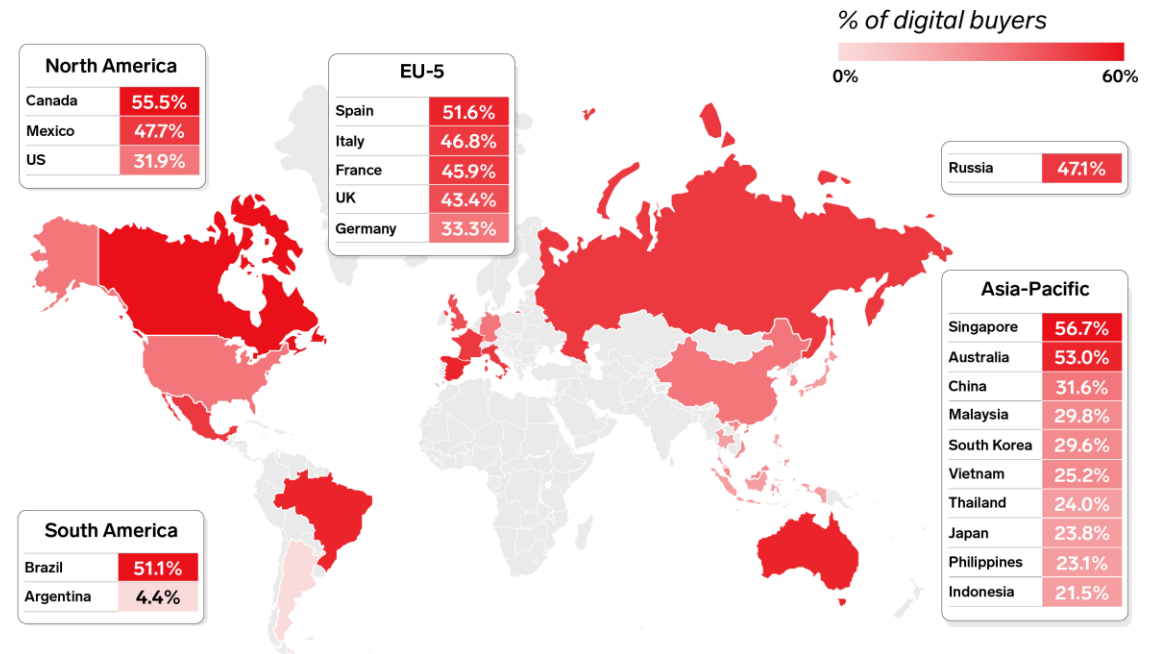 % of digital buyers
0% 60%
North America
Canada 55.5%
Mexico 47.7%
US 31.9%
EU-5
Spain 51.6%
Italy 46.8%
France 45.9%
UK 43.4%
Germany 33.3%
Russia 47.1%
Asia-Pacific
Singapore 56.7%
Australia 53.0%
China 31.6%
Malaysia 29.8%
South Korea 29.6%
Vietnam 25.2%
Thailand 24.0%
Japan 23.8%
Philippines 23.1%
Indonesia 21.5%
South America
Brazil 51.1%
Argentina 4.4%